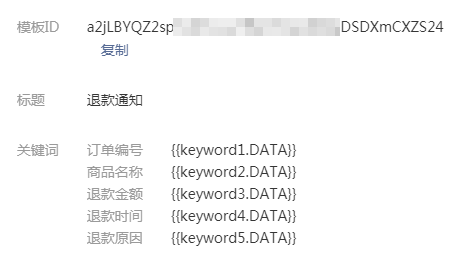 模板ID a2jLBYQZ2sp DSDXmCXZS24
复制
标题 退款通知
关键词 订单编号 {{keyword1.DATA}}
商品名称 {{keyword2.DATA}}
退款金额 {{keyword3.DATA}}
退款时间 {{keyword4.DATA}}
退款原因 {{keyword5.DATA}}